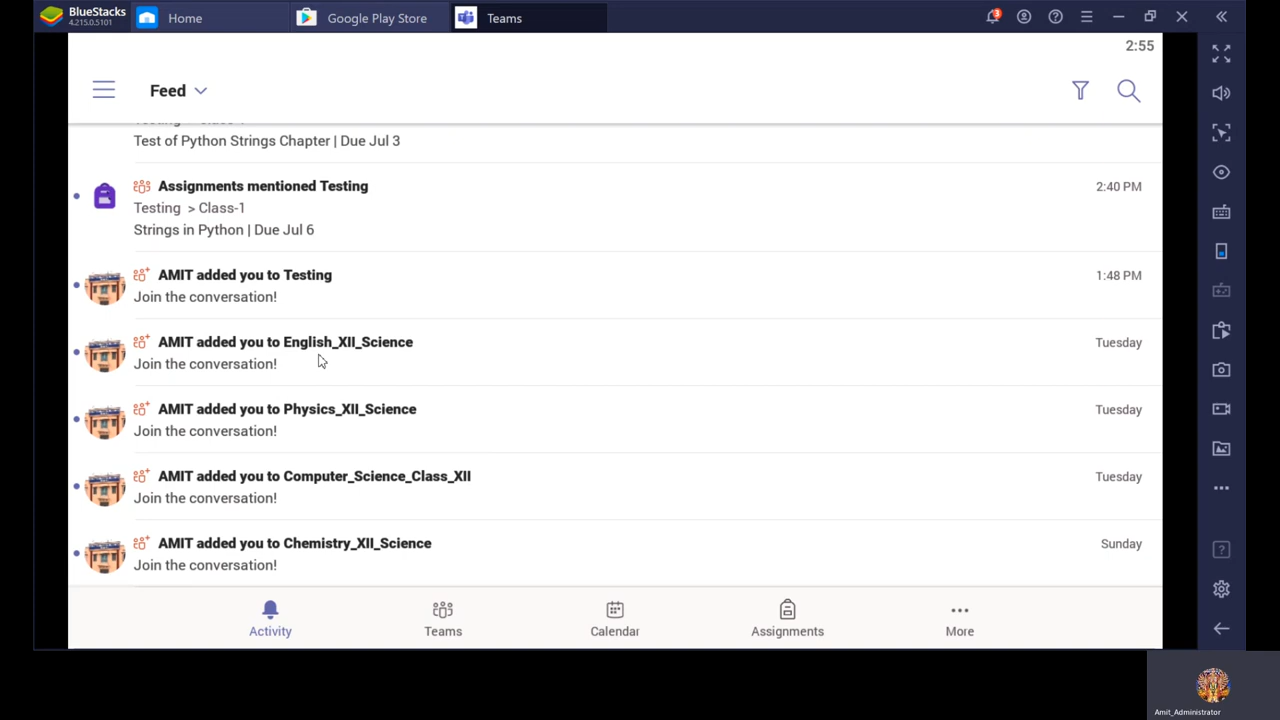 BlueStacks
4.215.0.5101
Home
Google Play Store
Teams
3
2:55
Feed
Test of Python Strings Chapter | Due Jul 3
Assignments mentioned Testing
2:40 PM
Testing > Class-1
Strings in Python | Due Jul 6
AMIT added you to Testing
1:48 PM
Join the conversation!
AMIT added you to English_XII_Science
Tuesday
Join the conversation!
AMIT added you to Physics_XII_Science
Tuesday
Join the conversation!
AMIT added you to Computer_Science_Class_XII
Tuesday
Join the conversation!
AMIT added you to Chemistry_XII_Science
Sunday
Join the conversation!
Activity
Teams
Calendar
Assignments
More
Amit_Administrator